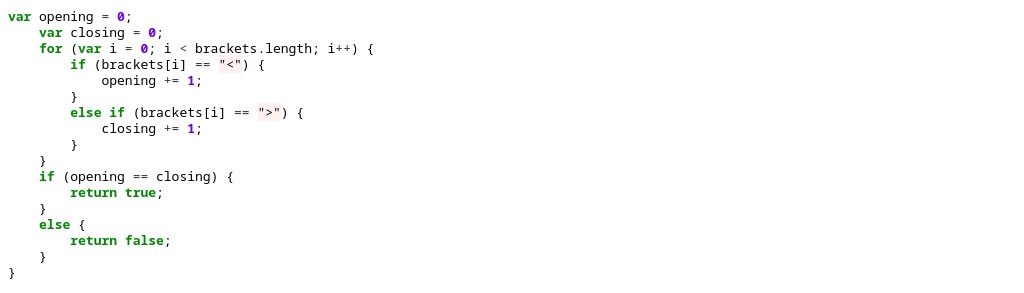 var opening = 0;
    var closing = 0;
    for (var i = 0; i < brackets.length; i++) {
        if (brackets[i] == "<") {
            opening += 1;
        }
        else if (brackets[i] == ">") {
            closing += 1;
        }
    }
    if (opening == closing) {
        return true;
    }
    else {
        return false;
    }
}